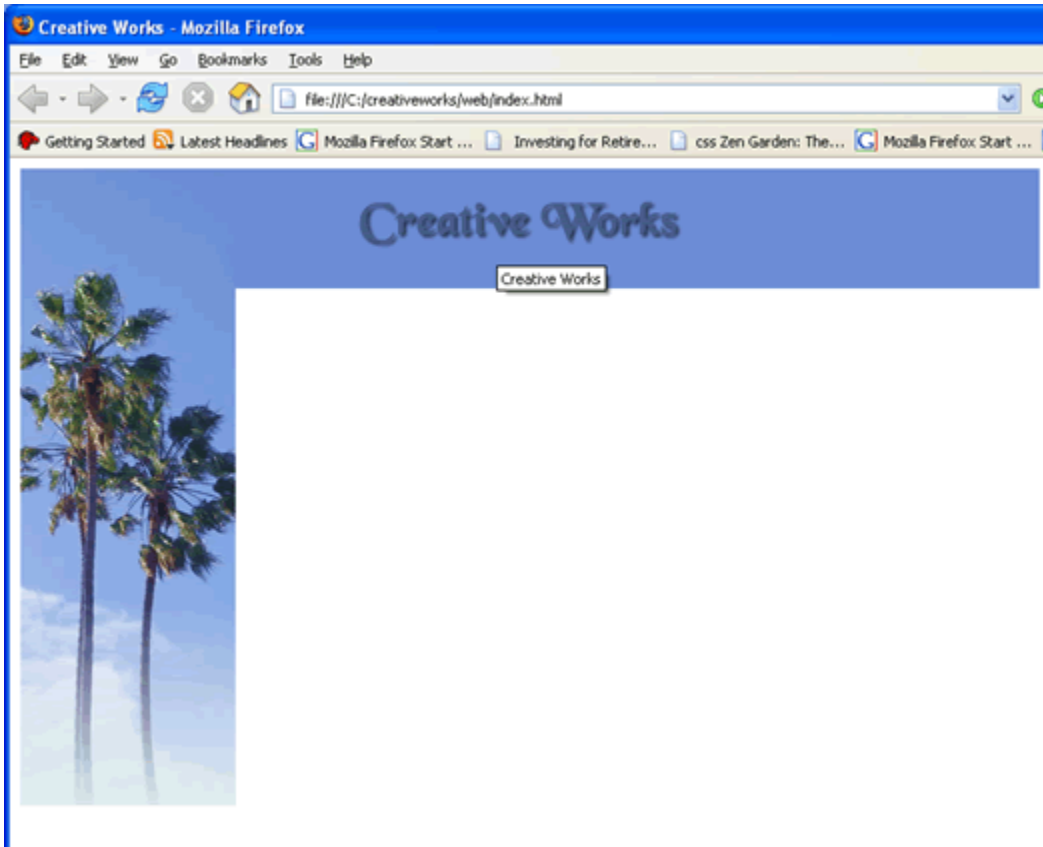 Creative Works - Mozilla Firefox
File Edit View Go Bookmarks Tools Help
file:///C:/creativeworks/web/index.html
Getting Started Latest Headlines Mozilla Firefox Start ... Investing for Retire... css Zen Garden: The... Mozilla Firefox Start ...
Creative Works
Creative Works